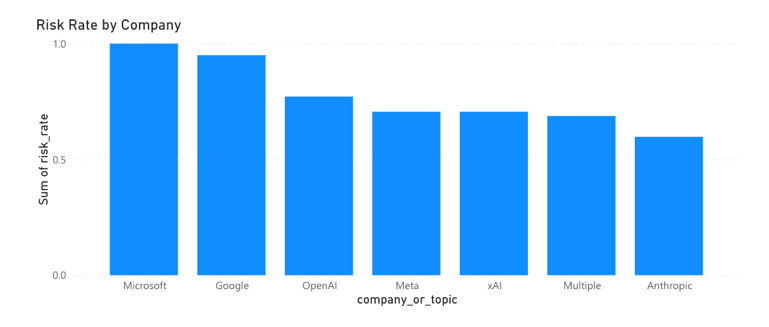 Risk Rate by Company
1.0
0.5
0.0
Sum of risk_rate
Microsoft Google OpenAI Meta xAI Multiple Anthropic
company_or_topic